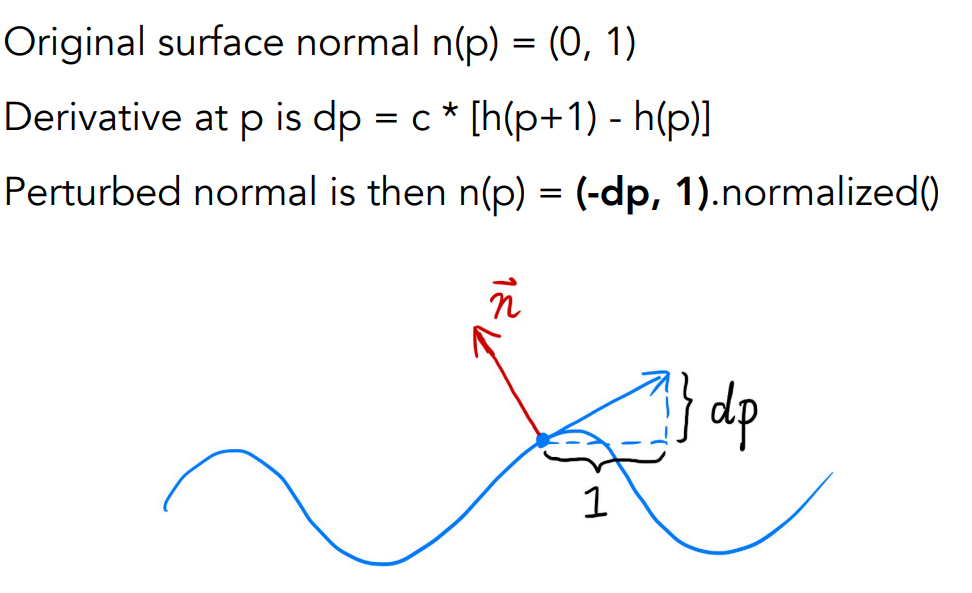 Original surface normal n(p) = (0, 1)
Derivative at p is dp = c * [h(p+1) - h(p)]
Perturbed normal is then n(p) = (-dp, 1).normalized()
n⃗
dp
1